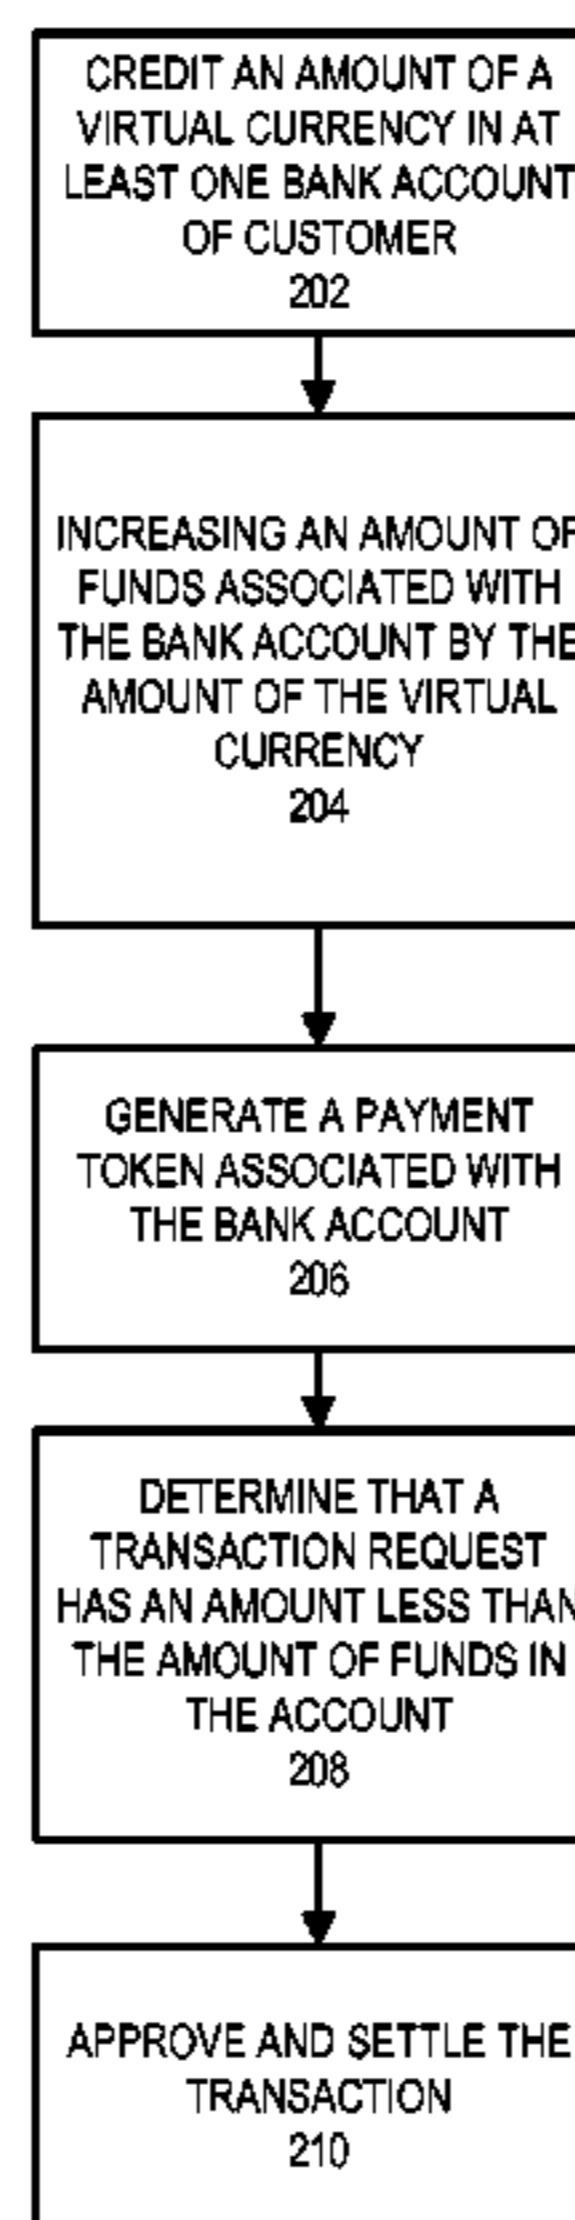 CREDIT AN AMOUNT OF A
VIRTUAL CURRENCY IN AT
LEAST ONE BANK ACCOUNT
OF CUSTOMER
202
INCREASING AN AMOUNT OF
FUNDS ASSOCIATED WITH
THE BANK ACCOUNT BY THE
AMOUNT OF THE VIRTUAL
CURRENCY
204
GENERATE A PAYMENT
TOKEN ASSOCIATED WITH
THE BANK ACCOUNT
206
DETERMINE THAT A
TRANSACTION REQUEST
HAS AN AMOUNT LESS THAN
THE AMOUNT OF FUNDS IN
THE ACCOUNT
208
APPROVE AND SETTLE THE
TRANSACTION
210